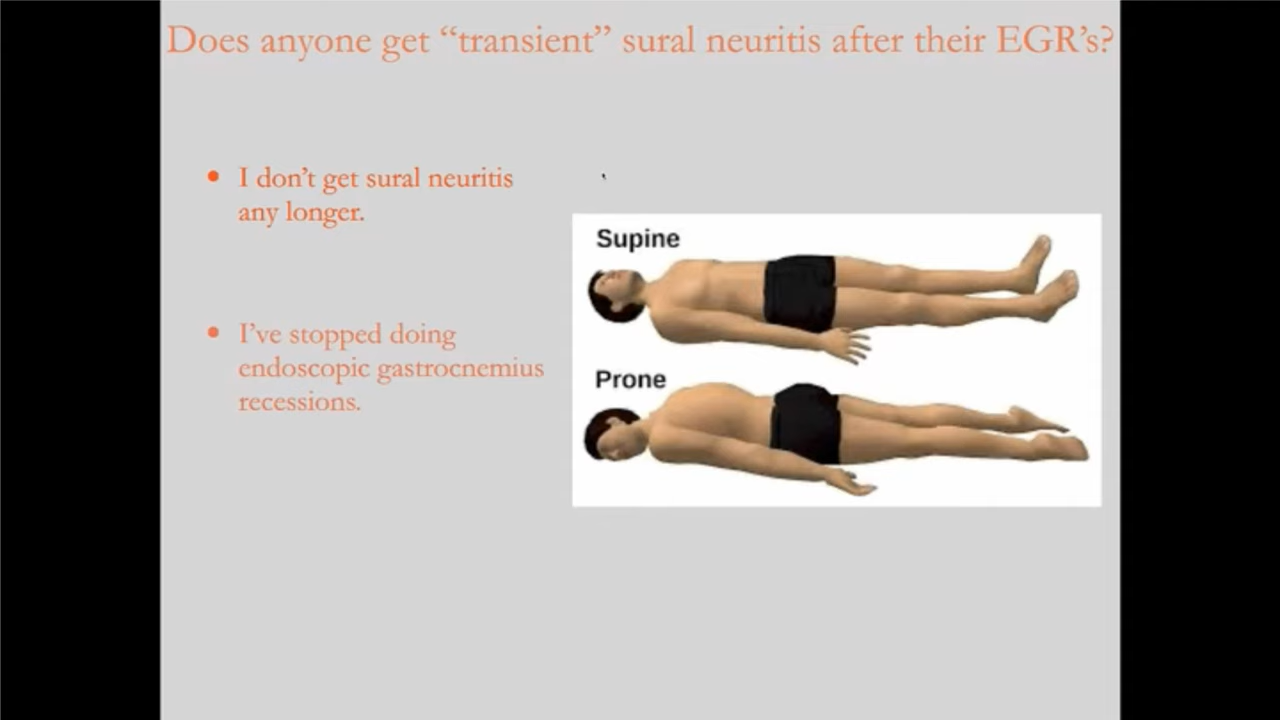 Does anyone get “transient” sural neuritis after their EGR’s?
• I don’t get sural neuritis
any longer.
• I’ve stopped doing
endoscopic gastrocnemius
recessions.
Supine
Prone